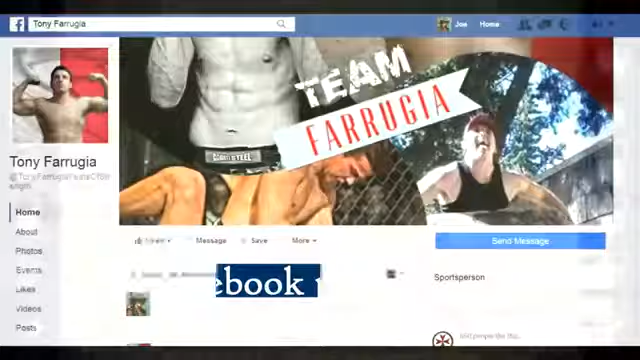 Tony Farrugia
Joe Home
TEAM
FARRUGIA
Tony Farrugia
Home
About
Photos
Events
Likes
Videos
Posts
Message Save More
Send Message
ebook
Sportsperson